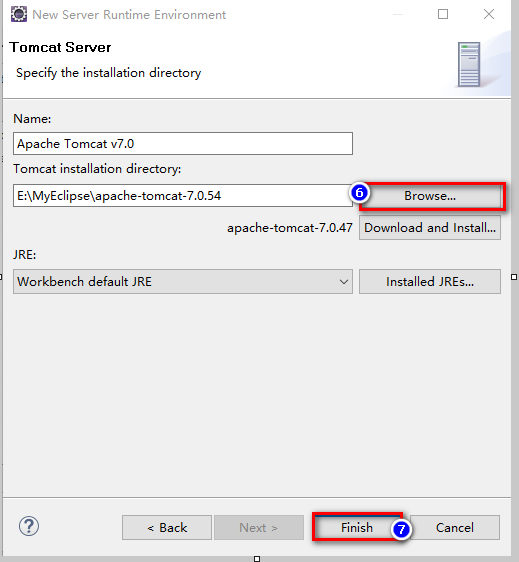 New Server Runtime Environment
Tomcat Server
Specify the installation directory
Name:
Apache Tomcat v7.0
Tomcat installation directory:
E:\MyEclipse\apache-tomcat-7.0.54
6
Browse...
apache-tomcat-7.0.47
Download and Install...
JRE:
Workbench default JRE
Installed JREs...
?
< Back
Next >
Finish
7
Cancel